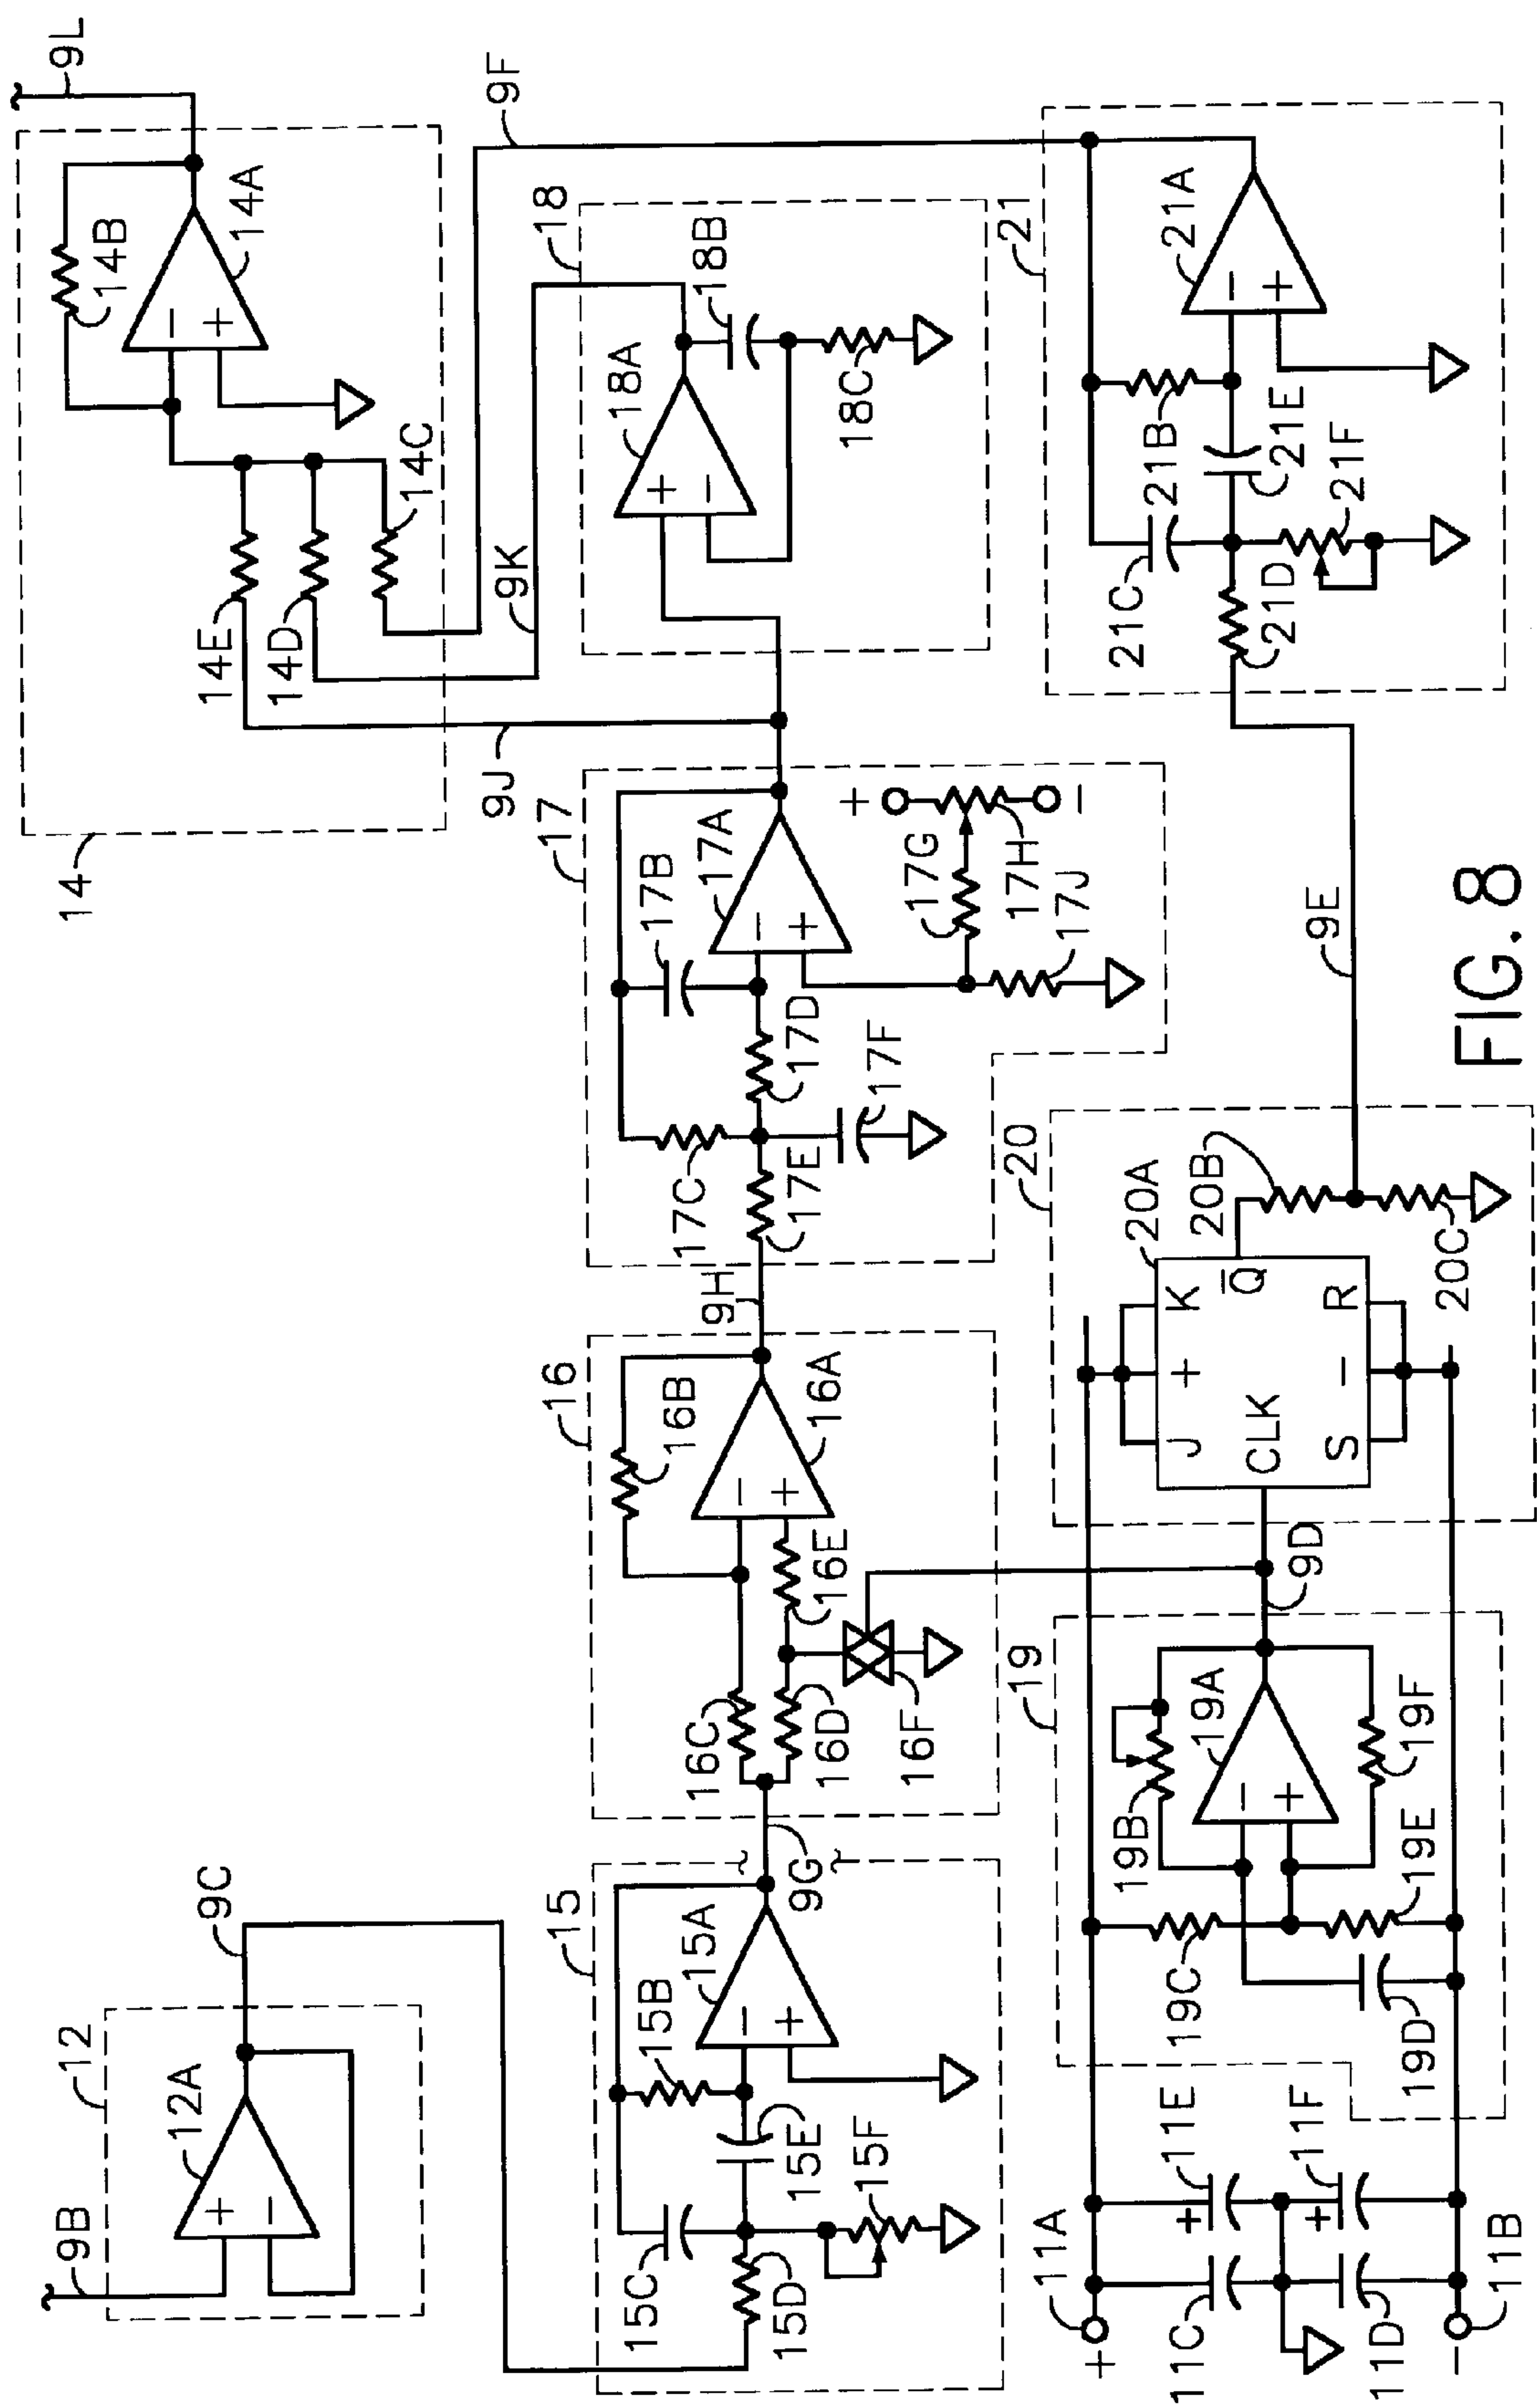 9L
14B
14A
14E
14D
14C
14
9F
9K
9J
18
18A
18B
18C
21
21A
21B
21C
21D
21E
21F
17
17A
17B
17C
17D
17E
17F
17G
17H
17J
+
−
−
+
9H
16
16A
16B
16C
16D
16E
16F
9G
15
15A
15B
15C
15D
15E
15F
9C
9B
12
12A
9E
20
20A
20B
20C
J
+
K
Q̅
CLK
S
−
R
9D
19
19A
19B
19C
19D
19E
19F
11A
+
11B
−
11C
11D
11E
+
11F
+
FIG. 8